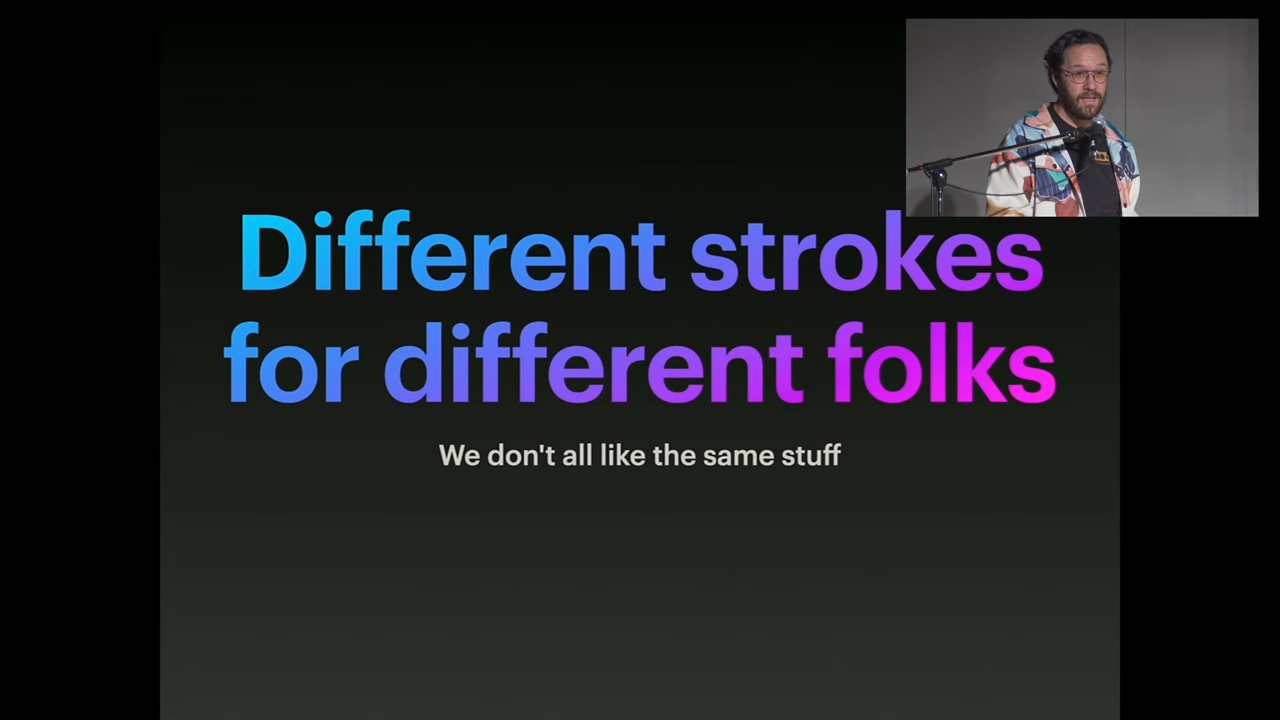 Different strokes
for different folks
We don't all like the same stuff